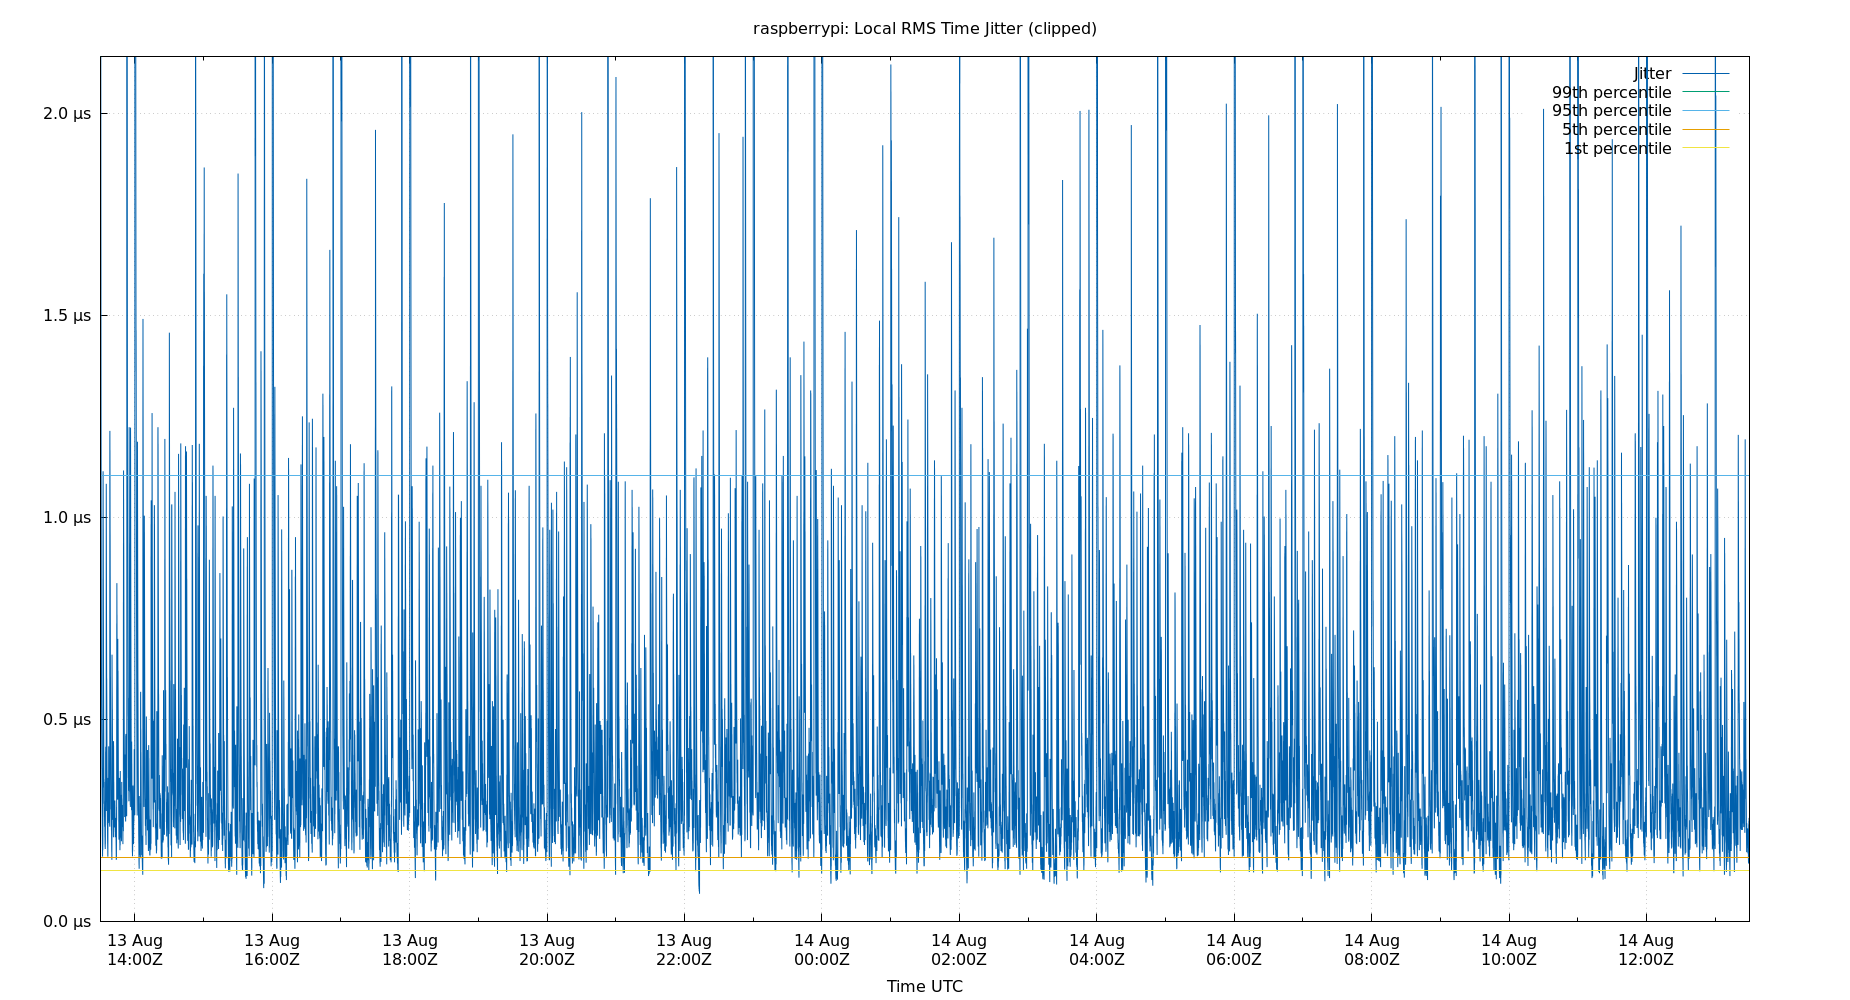 raspberrypi: Local RMS Time Jitter (clipped)
Jitter
99th percentile
95th percentile
5th percentile
1st percentile
2.0 µs
1.5 µs
1.0 µs
0.5 µs
0.0 µs
13 Aug 13 Aug 13 Aug 13 Aug 13 Aug 14 Aug 14 Aug 14 Aug 14 Aug 14 Aug 14 Aug 14 Aug
14:00Z 16:00Z 18:00Z 20:00Z 22:00Z 00:00Z 02:00Z 04:00Z 06:00Z 08:00Z 10:00Z 12:00Z
Time UTC